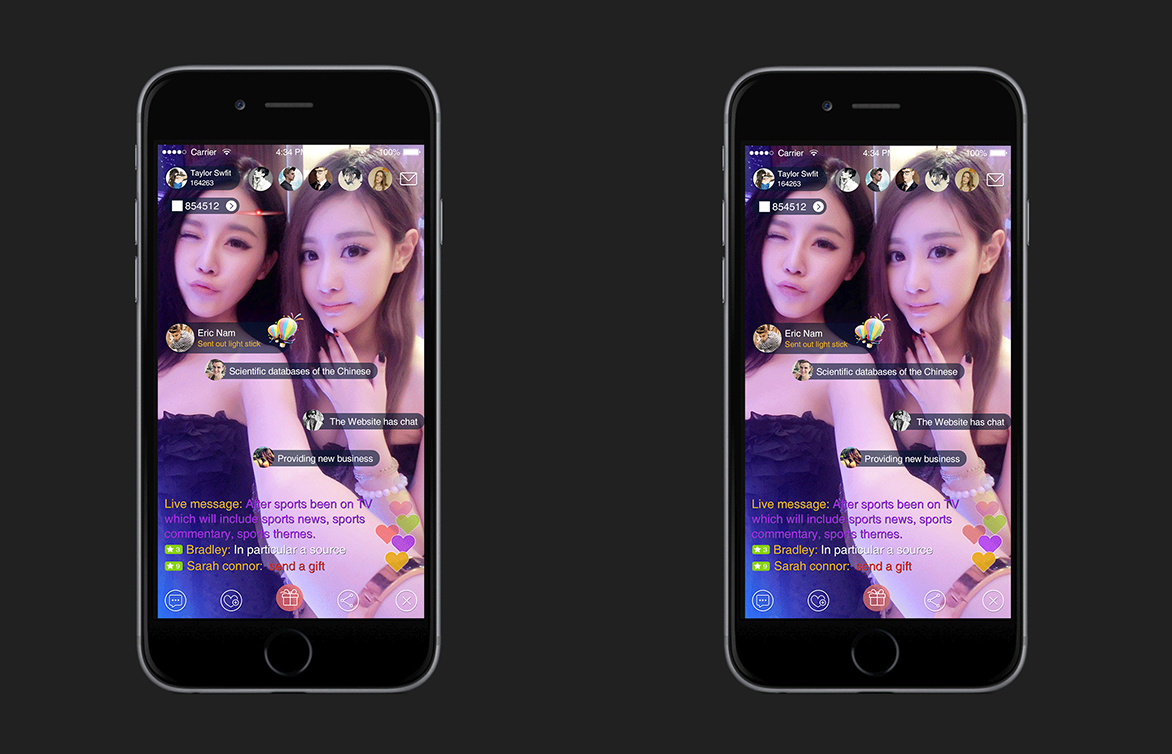 Carrier
4:34 PM
100%
Taylor Swfit
164263
854512
Eric Nam
Sent out light stick
Scientific databases of the Chinese
The Website has chat
Providing new business
Live message: After sports been on TV
which will include sports news, sports
commentary, sports themes.
3 Bradley: In particular a source
9 Sarah connor: send a gift
Carrier
4:34 PM
100%
Taylor Swfit
164263
854512
Eric Nam
Sent out light stick
Scientific databases of the Chinese
The Website has chat
Providing new business
Live message: After sports been on TV
which will include sports news, sports
commentary, sports themes.
3 Bradley: In particular a source
9 Sarah connor: send a gift